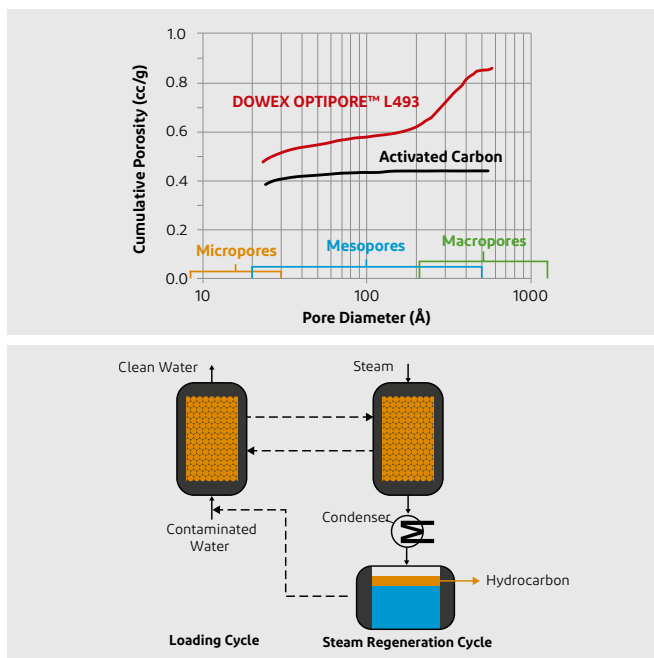 1.0
0.8
0.6
0.4
0.2
0.0
Cumulative Porosity (cc/g)
DOWEX OPTIPORE™ L493
Activated Carbon
Micropores
Mesopores
Macropores
10
100
1000
Pore Diameter (Å)
Clean Water
Steam
Contaminated
Water
Condenser
Hydrocarbon
Loading Cycle
Steam Regeneration Cycle